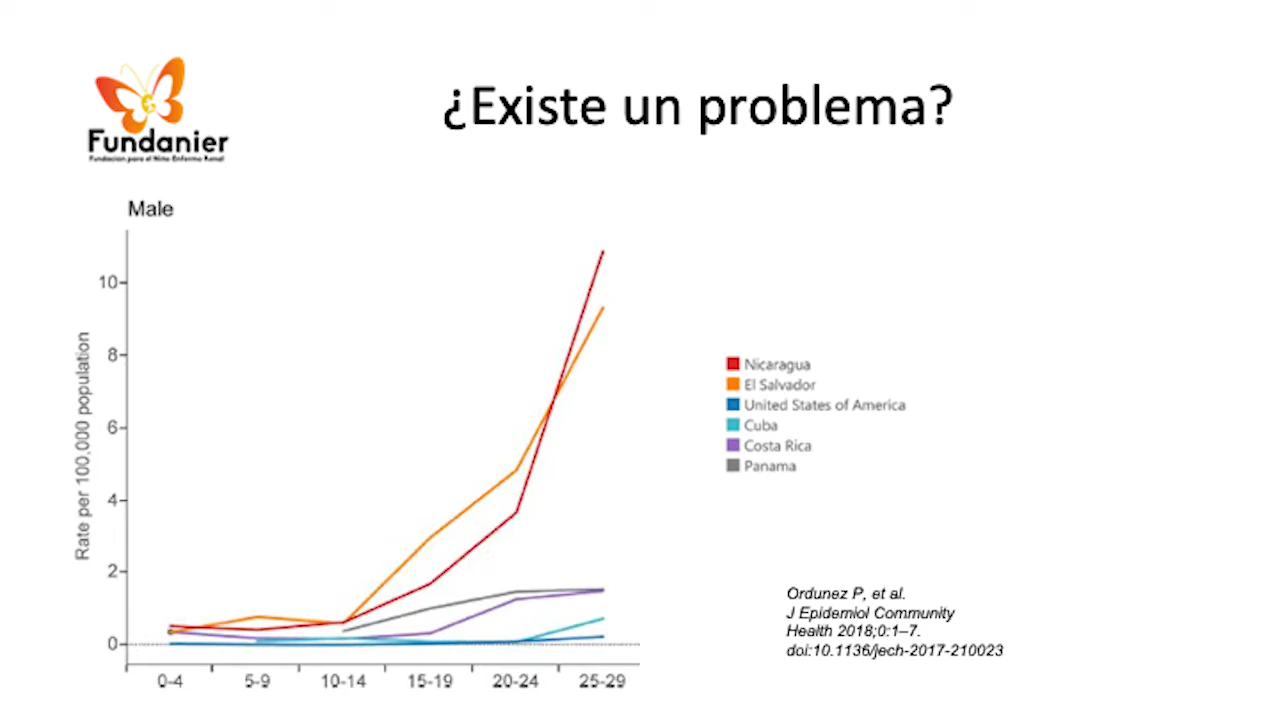 Fundanier
Fundación para el Niño Enfermo Renal
¿Existe un problema?
Male
Rate per 100,000 population
10
8
6
4
2
0
0-4
5-9
10-14
15-19
20-24
25-29
Nicaragua
El Salvador
United States of America
Cuba
Costa Rica
Panama
Ordunez P, et al.
J Epidemiol Community
Health 2018;0:1–7.
doi:10.1136/jech-2017-210023